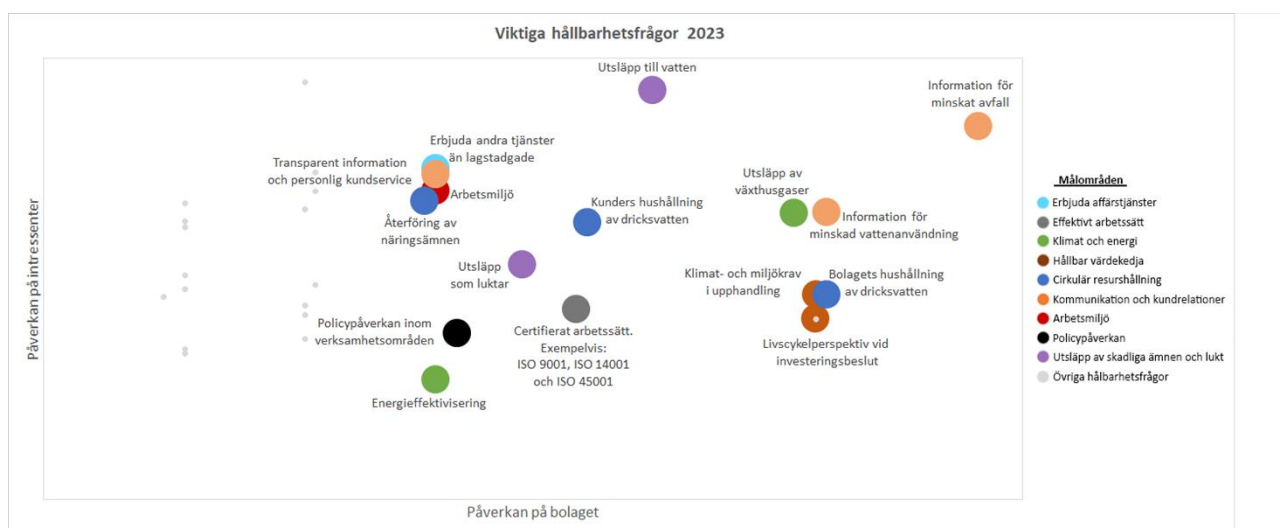 Viktiga hållbarhetsfrågor 2023
Påverkan på intressenter
Utsläpp till vatten
Information för
minskat avfall
Erbjuda andra tjänster
än lagstadgade
Transparent information
och personlig kundservice
Arbetsmiljö
Återföring av
näringsämnen
Kunders hushållning
av dricksvatten
Utsläpp av
växthusgaser
Information för
minskad vattenanvändning
Utsläpp
som luktar
Klimat- och miljökrav
i upphandling
Bolagets hushållning
av dricksvatten
Policypåverkan inom
verksamhetsområden
Certifierat arbetssätt.
Exempelvis:
ISO 9001, ISO 14001
och ISO 45001
Livscykelperspektiv vid
investeringsbeslut
Energieffektivisering
Påverkan på bolaget
Målområden
Erbjuda affärstjänster
Effektivt arbetssätt
Klimat och energi
Hållbar värdekedja
Cirkulär resurshållning
Kommunikation och kundrelationer
Arbetsmiljö
Policypåverkan
Utsläpp av skadliga ämnen och lukt
Övriga hålbarhetsfrågor